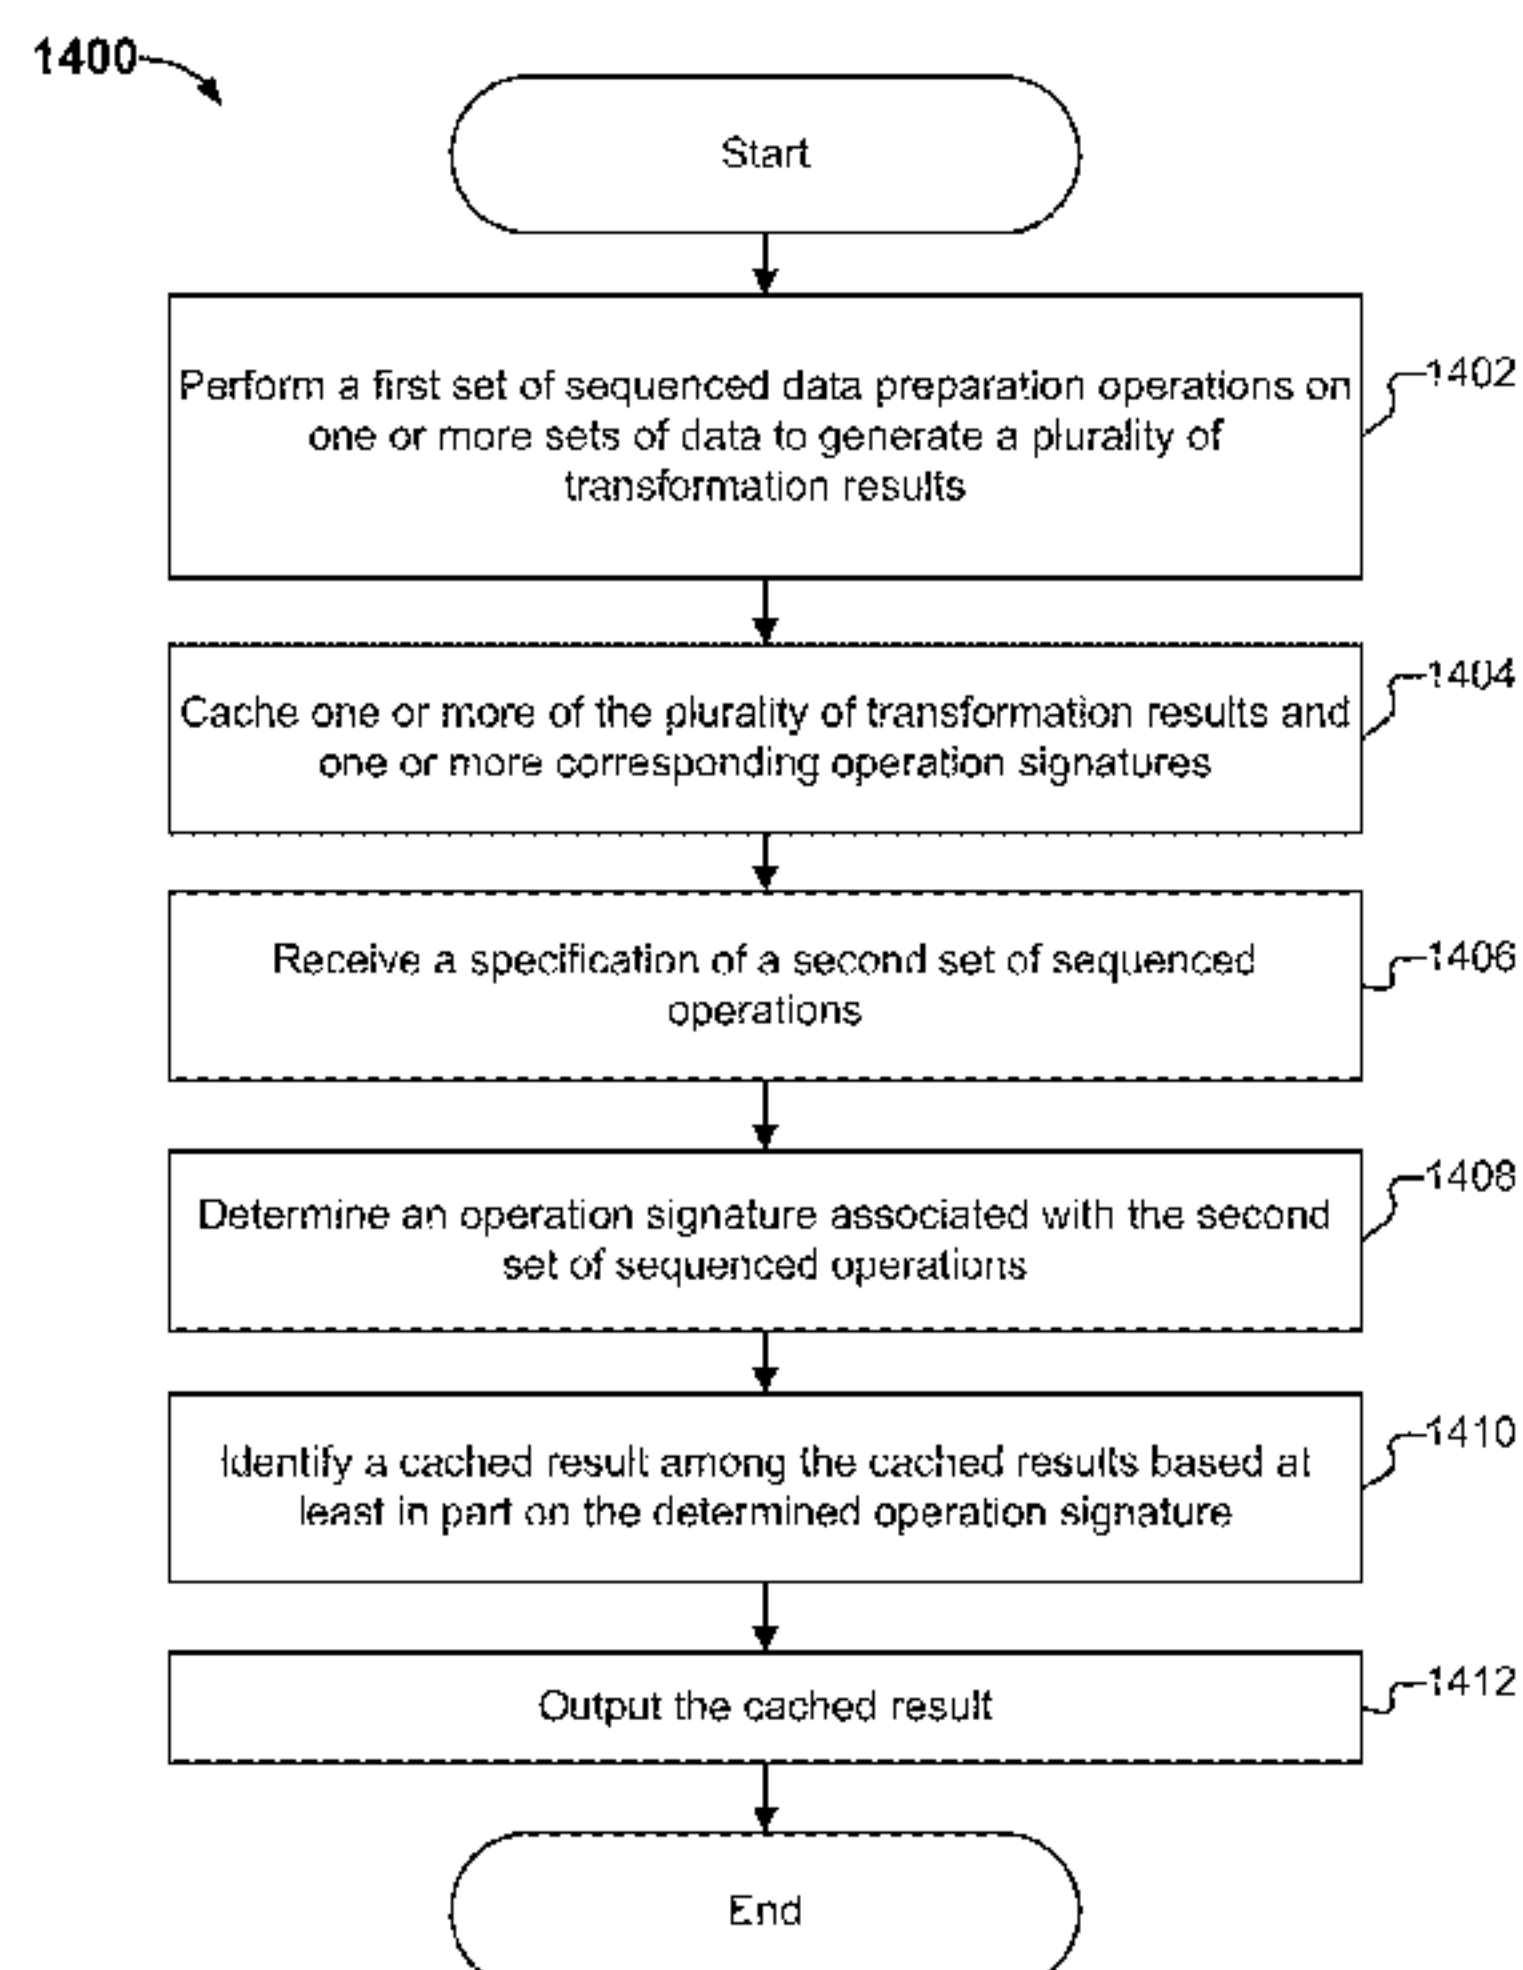 1400
Start
Perform a first set of sequenced data preparation operations on
one or more sets of data to generate a plurality of
transformation results
1402
Cache one or more of the plurality of transformation results and
one or more corresponding operation signatures
1404
Receive a specification of a second set of sequenced
operations
1406
Determine an operation signature associated with the second
set of sequenced operations
1408
Identify a cached result among the cached results based at
least in part on the determined operation signature
1410
Output the cached result
1412
End